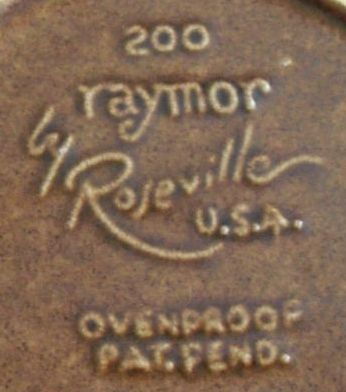 200
raymor
by Roseville
U.S.A.
OVENPROOF
PAT. PEND.